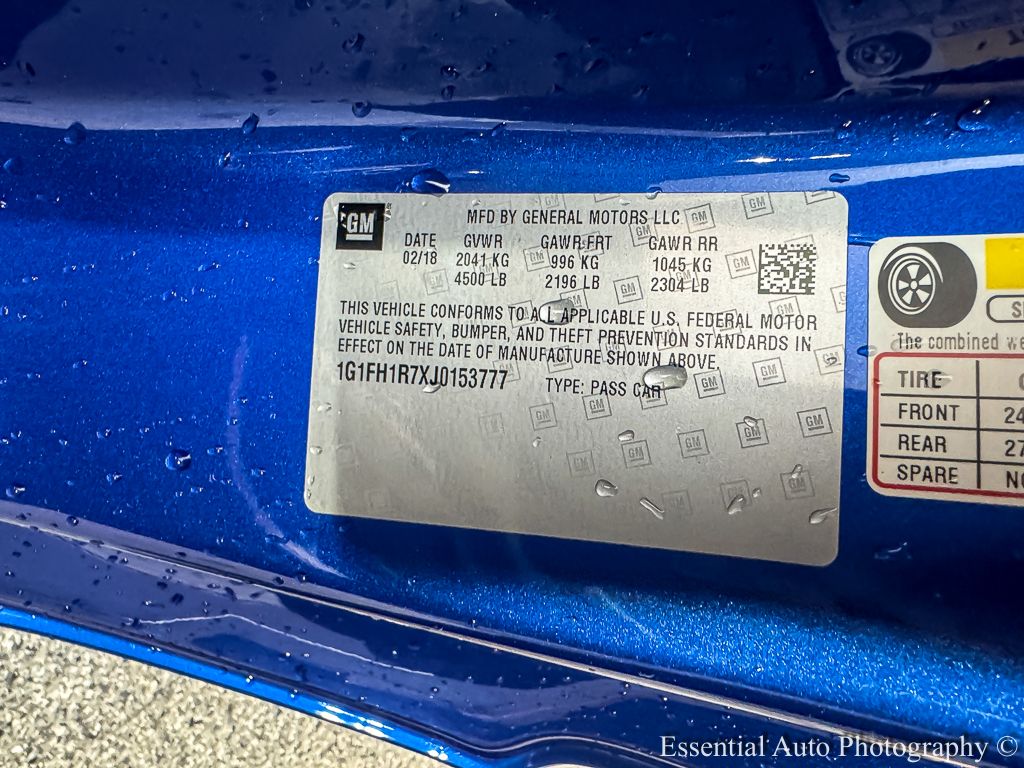 GM
MFD BY GENERAL MOTORS LLC
DATE GVWR GAWR FRT GAWR RR
02/18 2041 KG 996 KG 1045 KG
4500 LB 2196 LB 2304 LB
THIS VEHICLE CONFORMS TO ALL APPLICABLE U.S. FEDERAL MOTOR
VEHICLE SAFETY, BUMPER, AND THEFT PREVENTION STANDARDS IN
EFFECT ON THE DATE OF MANUFACTURE SHOWN ABOVE.
1G1FH1R7XJ0153777 TYPE: PASS CAR
The combined
TIRE
FRONT 24
REAR 27
SPARE
Essential Auto Photography ©